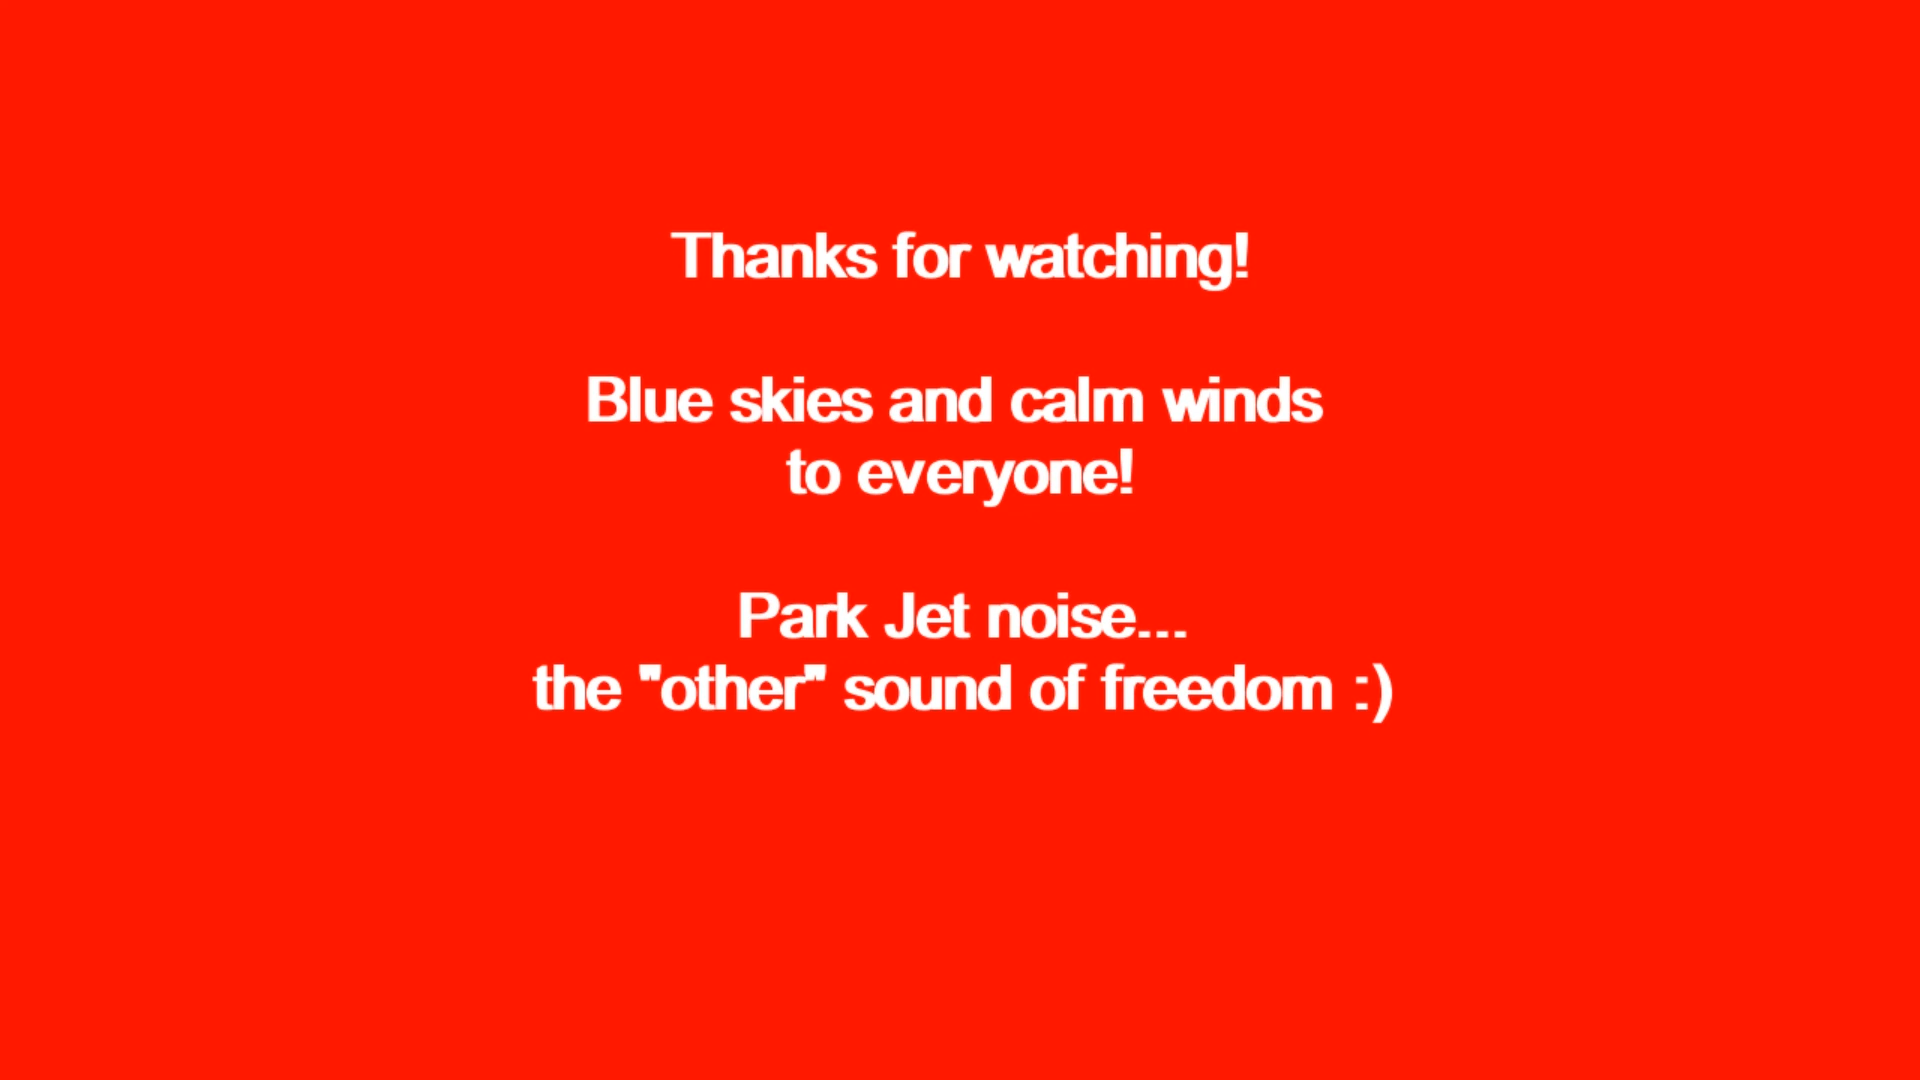 Thanks for watching!
Blue skies and calm winds
to everyone!
Park Jet noise...
the "other" sound of freedom :)